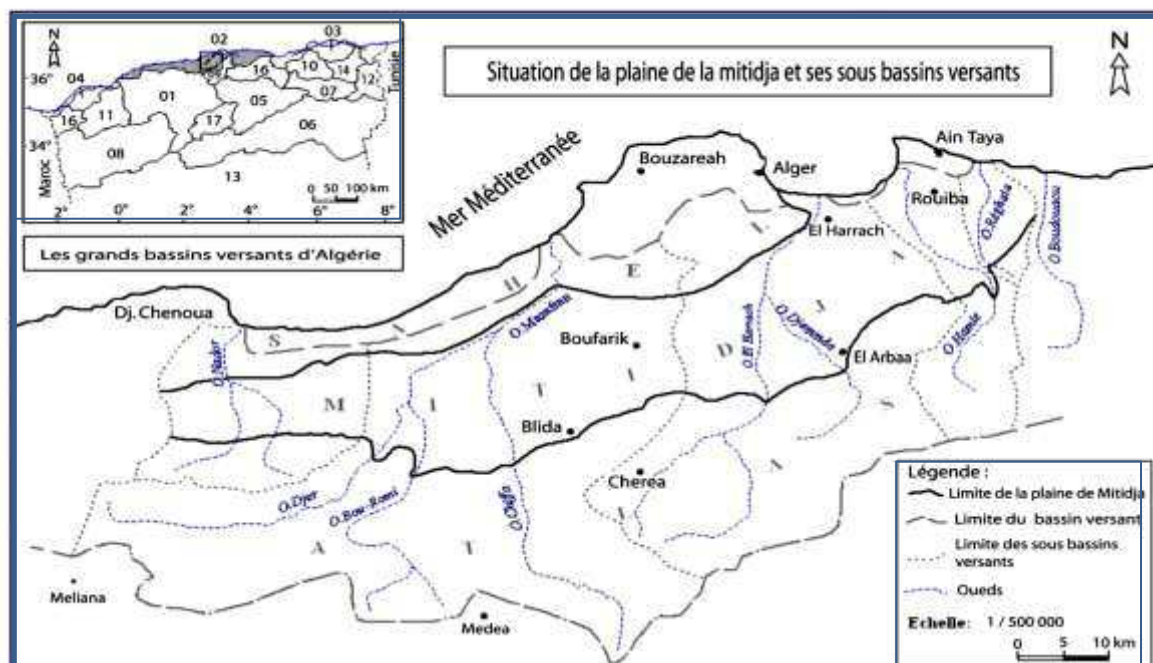 N
02
03
36°
04
16
10
14
12
Tunisie
01
05
07
16
11
17
06
34°
08
13
Maroc
0 50 100 km
2° 0° 2° 4° 6° 8°
Les grands bassins versants d'Algérie
Situation de la plaine de la mitidja et ses sous bassins versants
N
Mer Méditerranée
Bouzareah
Alger
Ain Taya
Rouiba
O.Réghaia
O.Boudouaou
El Harrach
S A H E L
Dj. Chenoua
O.Nador
O.Mazafran
Boufarik
O.El Harrach
O.Djemmaa
El Arbaa
O.Hamiz
M I T I D J A
Blida
Cherea
O.Djer
O.Bou-Roumi
O.Chiffa
A T L A S
Meliana
Medea
Légende :
Limite de la plaine de Mitidja
Limite du bassin versant
Limite des sous bassins
versants
Oueds
Echelle: 1 / 500 000
0 5 10 km